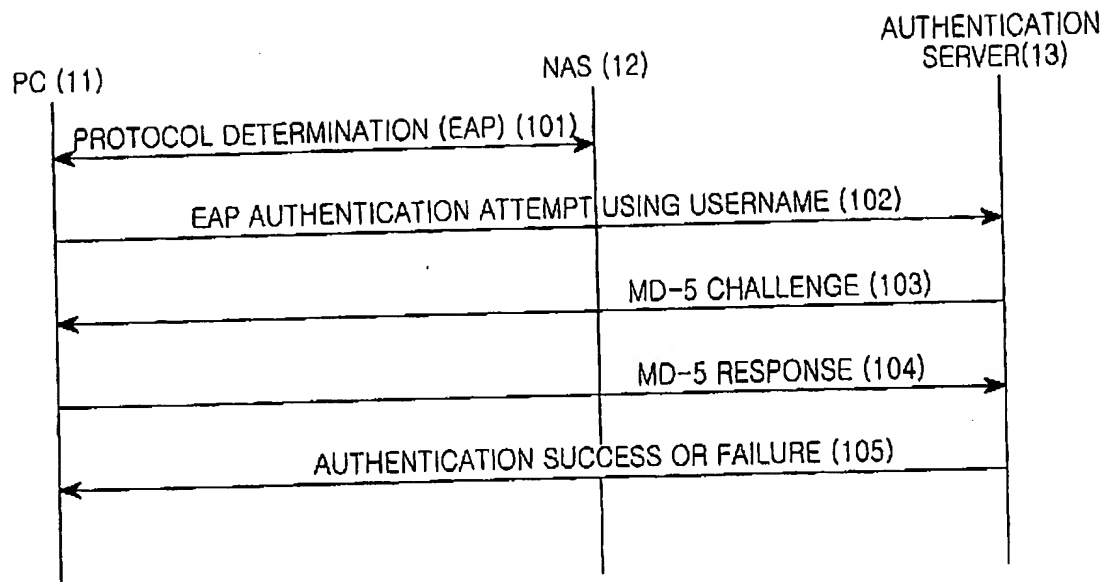 AUTHENTICATION
SERVER(13)
NAS (12)
PC (11)
PROTOCOL DETERMINATION (EAP) (101)
EAP AUTHENTICATION ATTEMPT USING USERNAME (102)
MD-5 CHALLENGE (103)
MD-5 RESPONSE (104)
AUTHENTICATION SUCCESS OR FAILURE (105)